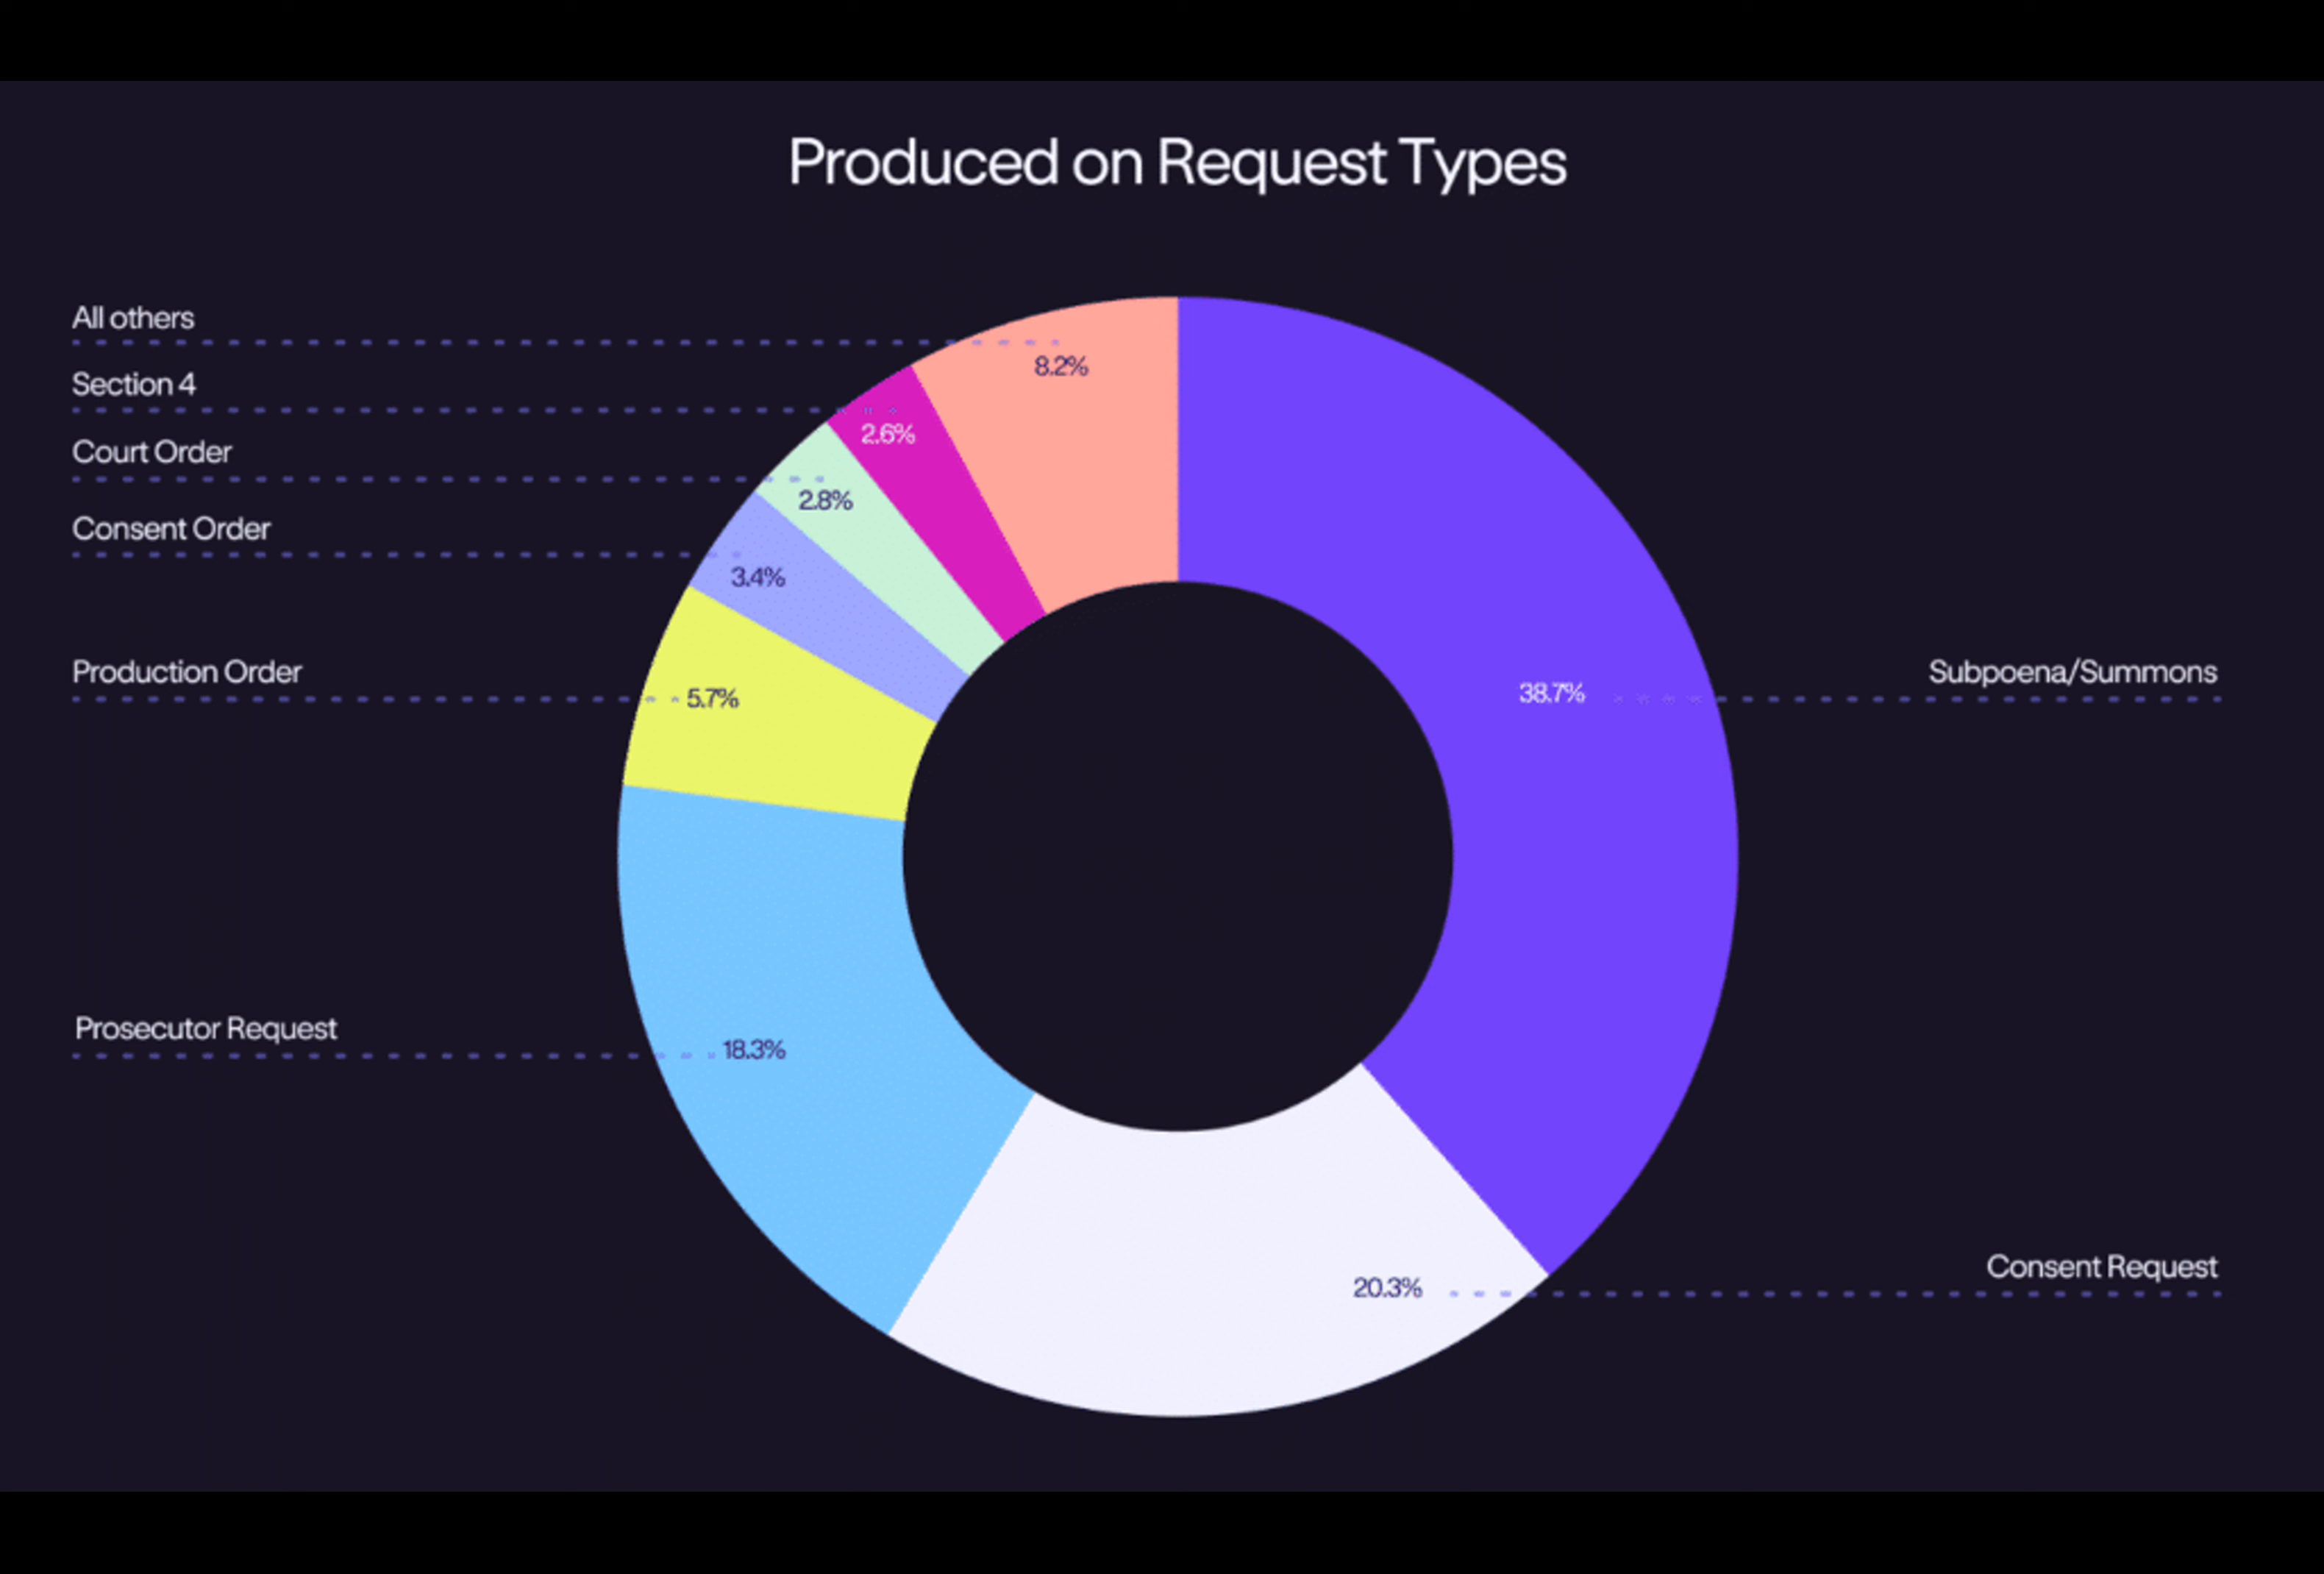 Produced on Request Types
All others
8.2%
Section 4
2.6%
Court Order
2.8%
Consent Order
3.4%
Production Order
5.7%
38.7%
Subpoena/Summons
Prosecutor Request
18.3%
Consent Request
20.3%